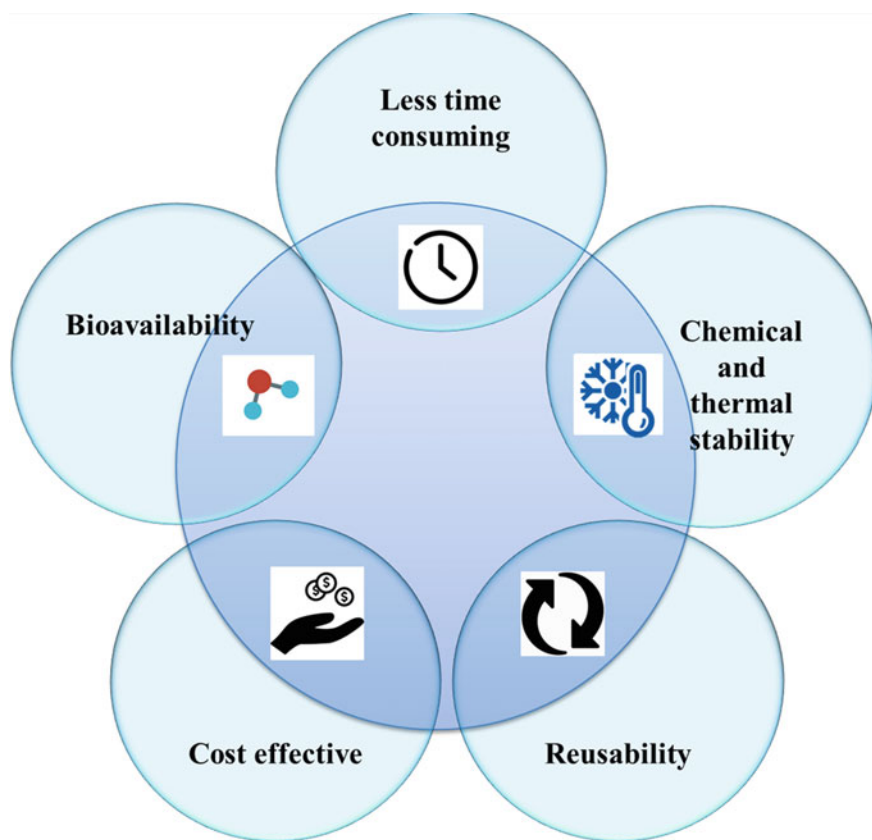 Less time
consuming
Bioavailability
Chemical
and
thermal
stability
Cost effective
Reusability